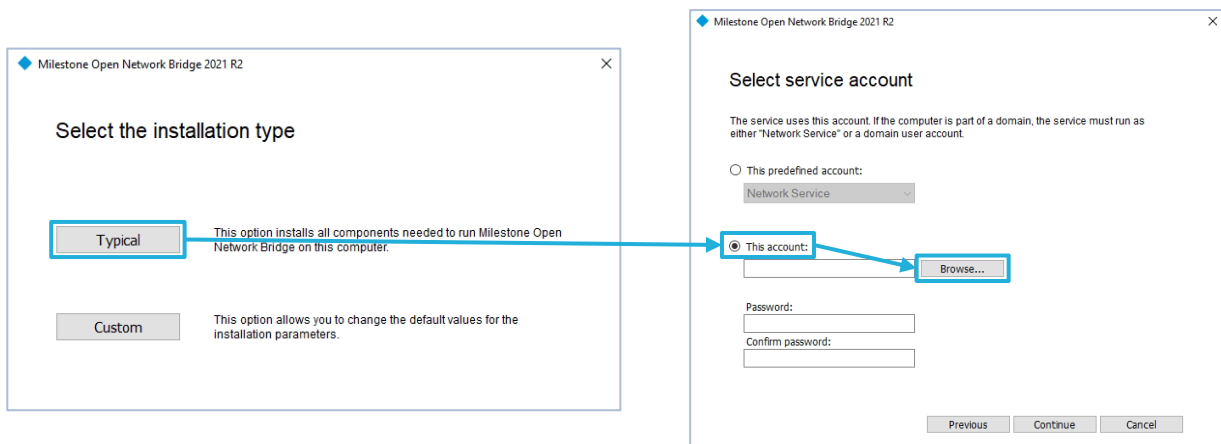 Milestone Open Network Bridge 2021 R2
Select the installation type
Typical
This option installs all components needed to run Milestone Open
Network Bridge on this computer.
Custom
This option allows you to change the default values for the
installation parameters.
Milestone Open Network Bridge 2021 R2
Select service account
The service uses this account. If the computer is part of a domain, the service must run as
either "Network Service" or a domain user account.
This predefined account:
Network Service
This account:
Browse...
Password:
Confirm password:
Previous Continue Cancel